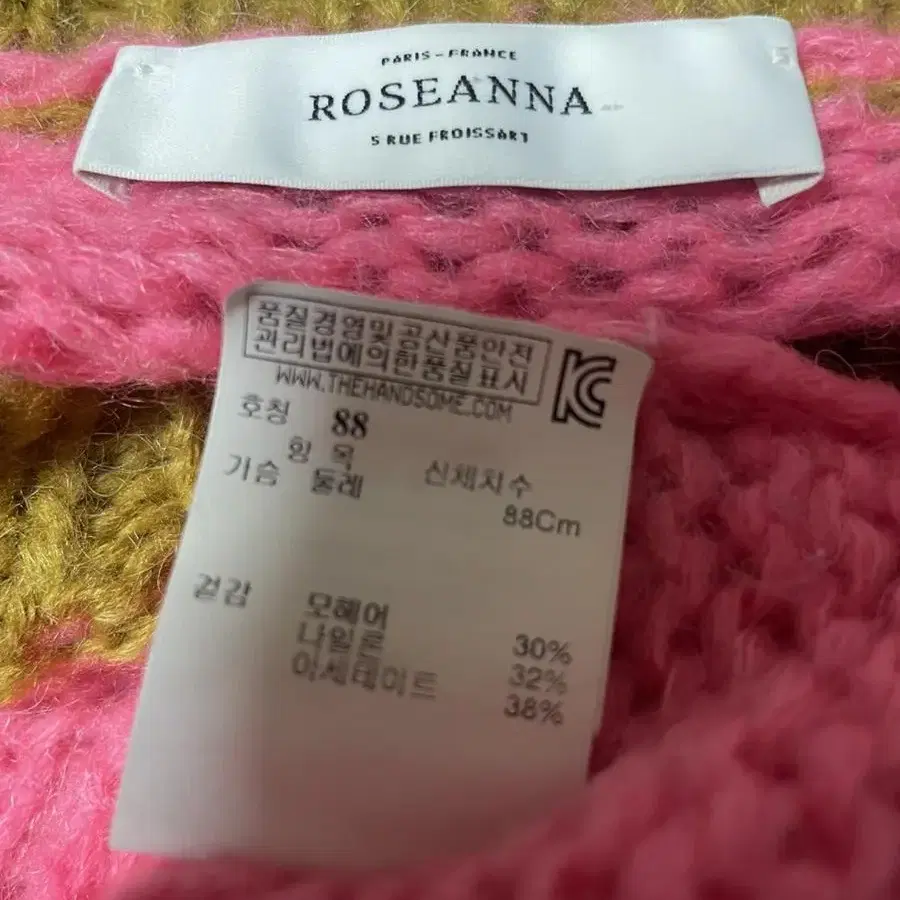 PARIS-FRANCE
ROSEANNA
5 RUE FROISSART
품질경영및공산품안전
관리법에의한품질표시
WWW.THEHANDSOME.COM
호칭 88
항 목 신체치수
기슴 둘레 88Cm
겉감 모헤어 30%
나일론 32%
아세테이트 38%